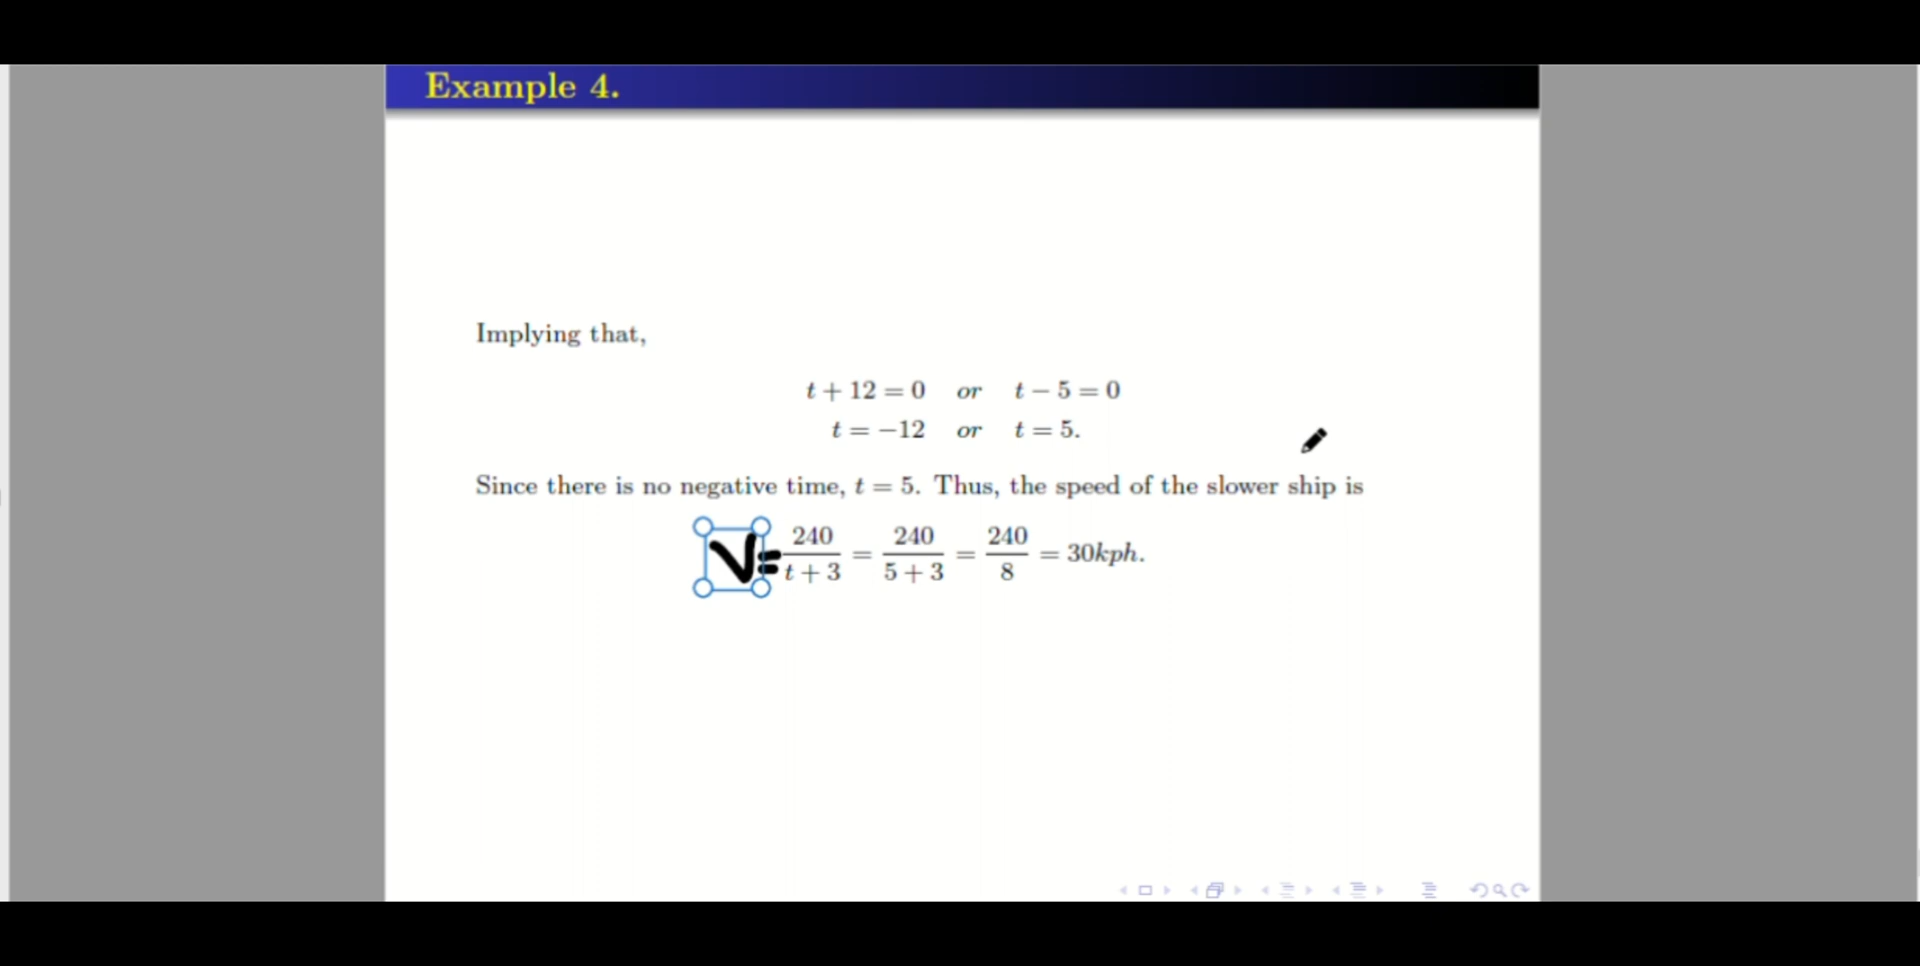 Example 4.
Implying that,
t + 12 = 0 or t − 5 = 0
t = −12 or t = 5.
Since there is no negative time, t = 5. Thus, the speed of the slower ship is
V = 240/(t + 3) = 240/(5 + 3) = 240/8 = 30kph.